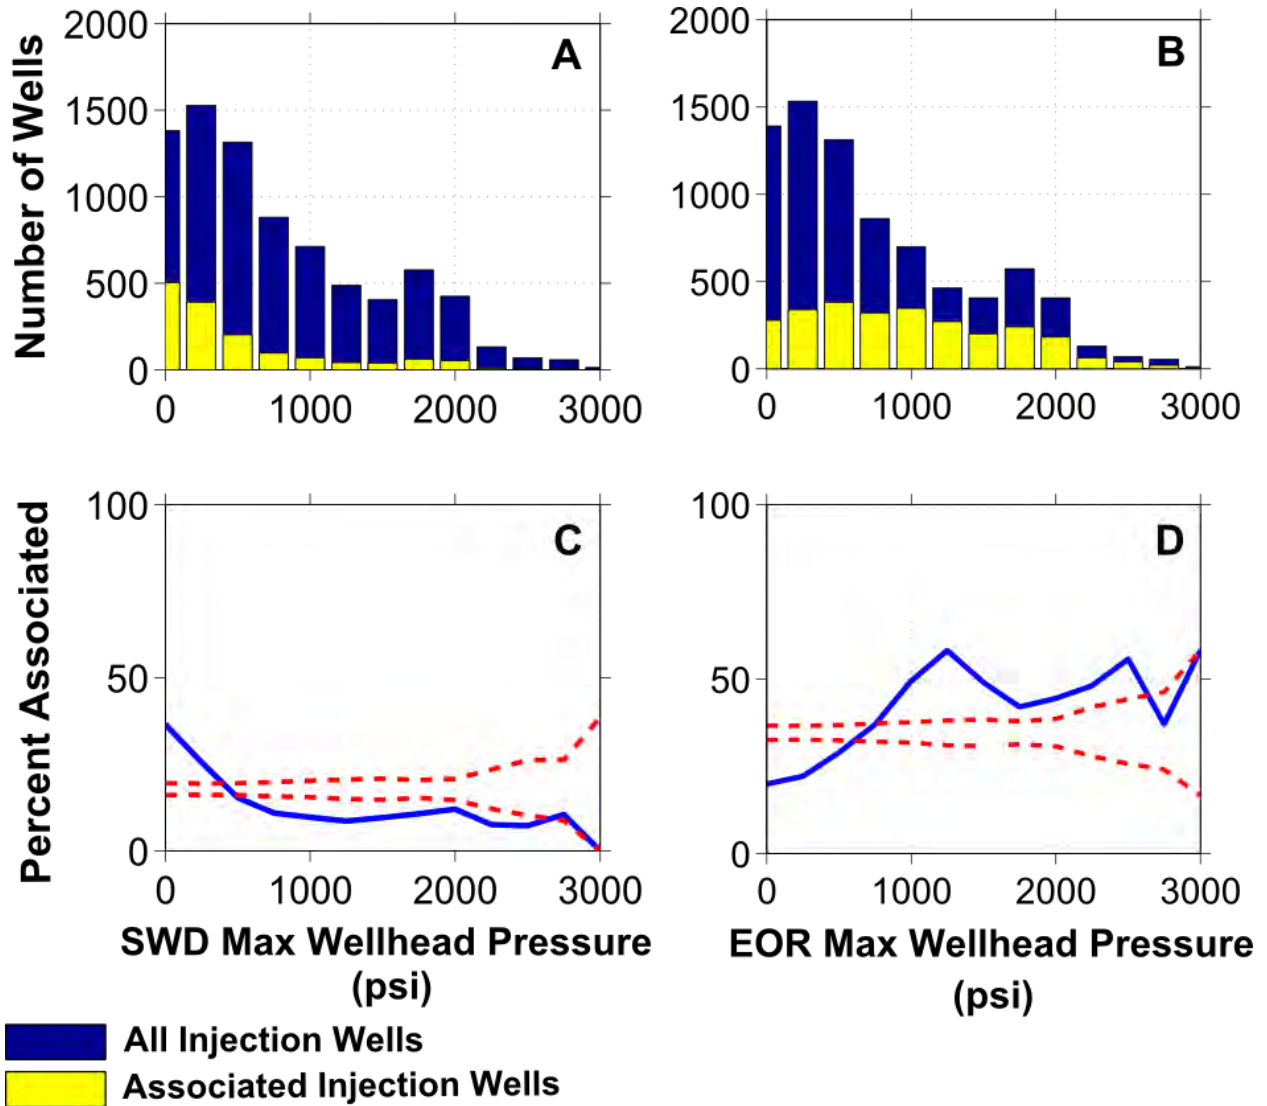 2000
1500
1000
500
0
Number of Wells
A
0 1000 2000 3000
2000
1500
1000
500
0
B
0 1000 2000 3000
100
50
0
Percent Associated
C
0 1000 2000 3000
SWD Max Wellhead Pressure
(psi)
100
50
0
D
0 1000 2000 3000
EOR Max Wellhead Pressure
(psi)
All Injection Wells
Associated Injection Wells